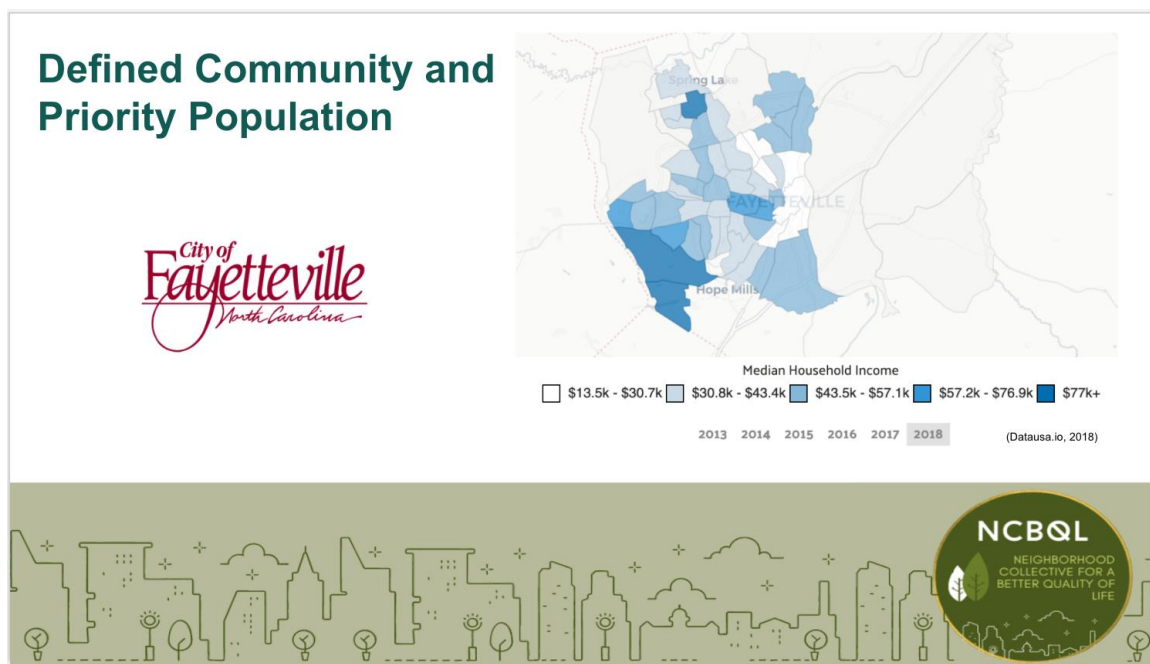 Defined Community and
Priority Population
City of
Fayetteville
North Carolina
Spring Lake
FAYETTEVILLE
Hope Mills
Median Household Income
$13.5k - $30.7k $30.8k - $43.4k $43.5k - $57.1k $57.2k - $76.9k $77k+
2013 2014 2015 2016 2017 2018
(Datausa.io, 2018)
NCBQL
NEIGHBORHOOD
COLLECTIVE FOR A
BETTER QUALITY OF
LIFE